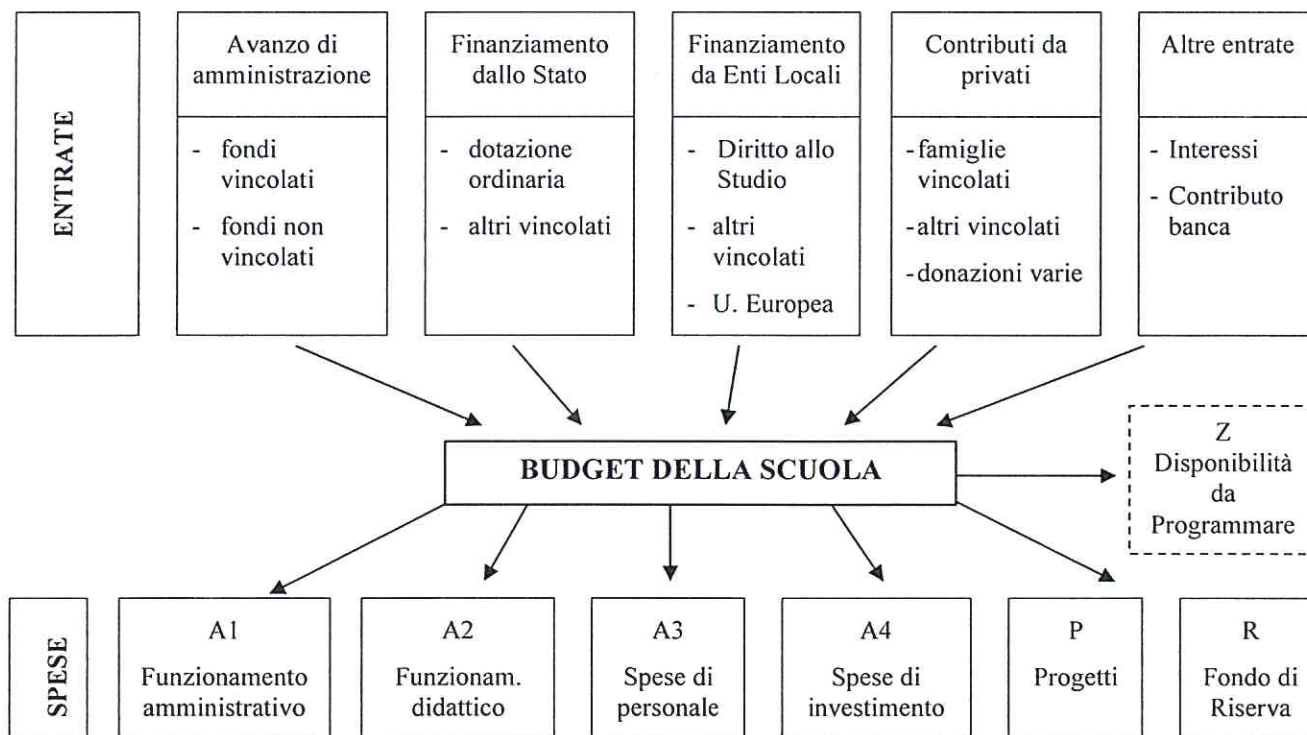 ENTRATE
Avanzo di
amministrazione
- fondi
vincolati
- fondi non
vincolati
Finanziamento
dallo Stato
- dotazione
ordinaria
- altri vincolati
Finanziamento
da Enti Locali
- Diritto allo
Studio
- altri
vincolati
- U. Europea
Contributi da
privati
-famiglie
vincolati
-altri vincolati
-donazioni varie
Altre entrate
- Interessi
- Contributo
banca
BUDGET DELLA SCUOLA
Z
Disponibilità
da
Programmare
SPESE
A1
Funzionamento
amministrativo
A2
Funzionam.
didattico
A3
Spese di
personale
A4
Spese di
investimento
P
Progetti
R
Fondo di
Riserva